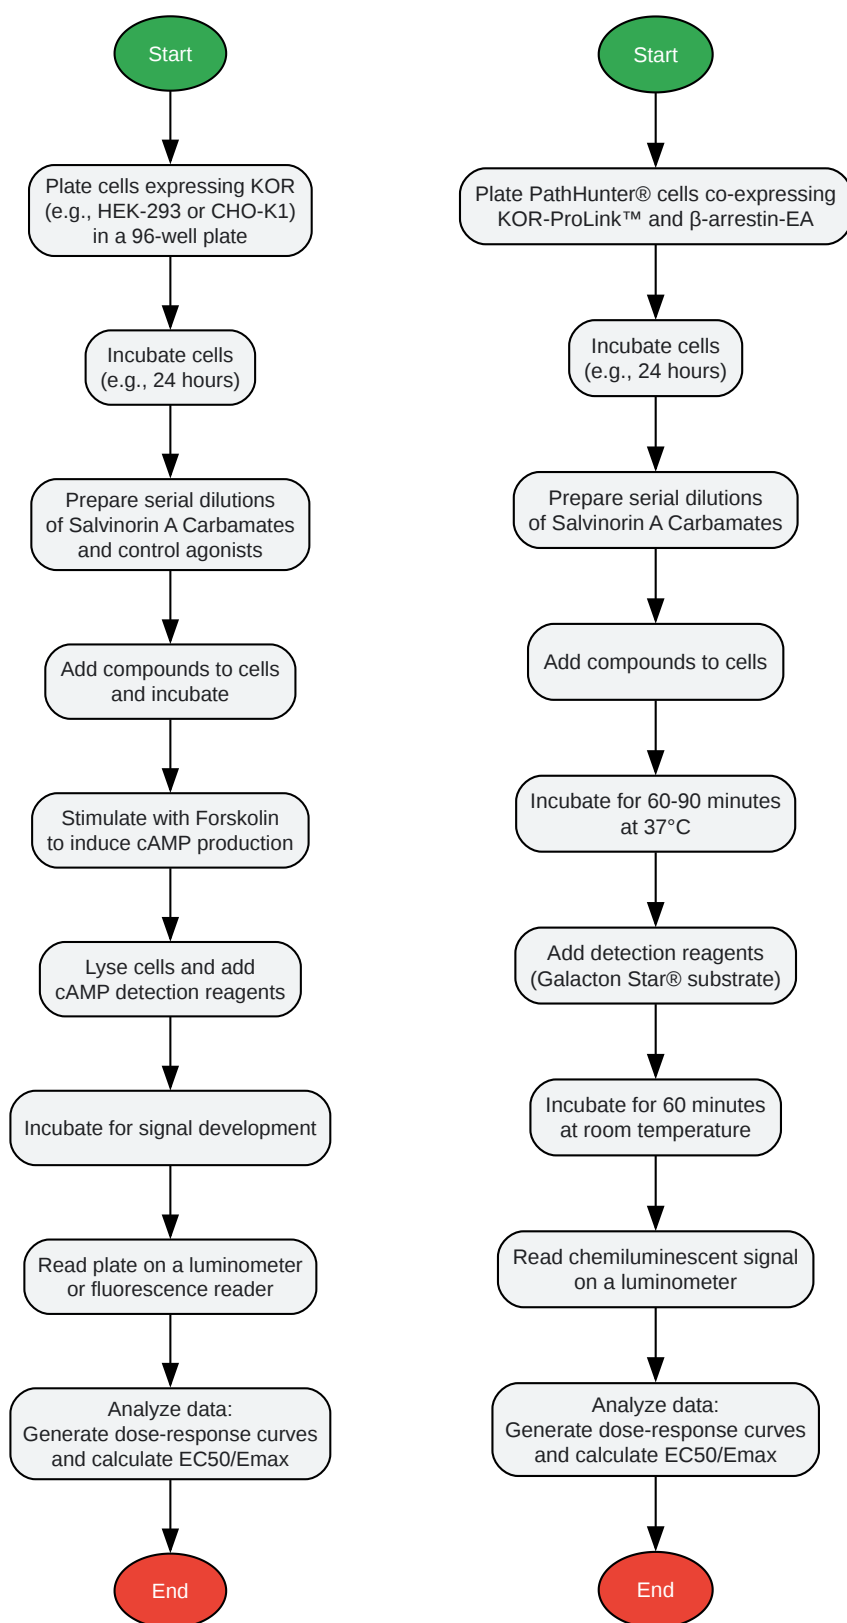 Start
Plate cells expressing KOR
(e.g., HEK-293 or CHO-K1)
in a 96-well plate
Incubate cells
(e.g., 24 hours)
Prepare serial dilutions
of Salvinorin A Carbamates
and control agonists
Add compounds to cells
and incubate
Stimulate with Forskolin
to induce cAMP production
Lyse cells and add
cAMP detection reagents
Incubate for signal development
Read plate on a luminometer
or fluorescence reader
Analyze data:
Generate dose-response curves
and calculate EC50/Emax
End
Start
Plate PathHunter® cells co-expressing
KOR-ProLink™ and β-arrestin-EA
Incubate cells
(e.g., 24 hours)
Prepare serial dilutions
of Salvinorin A Carbamates
Add compounds to cells
Incubate for 60-90 minutes
at 37°C
Add detection reagents
(Galacton Star® substrate)
Incubate for 60 minutes
at room temperature
Read chemiluminescent signal
on a luminometer
Analyze data:
Generate dose-response curves
and calculate EC50/Emax
End